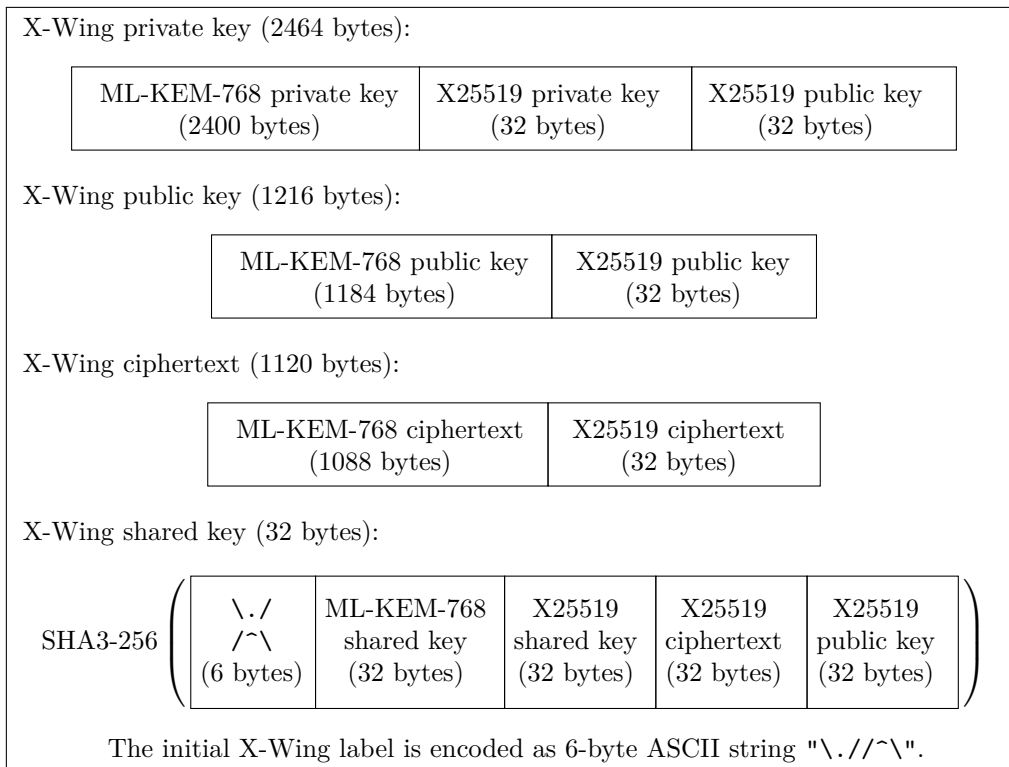 X-Wing private key (2464 bytes):
ML-KEM-768 private key
(2400 bytes)
X25519 private key
(32 bytes)
X25519 public key
(32 bytes)
X-Wing public key (1216 bytes):
ML-KEM-768 public key
(1184 bytes)
X25519 public key
(32 bytes)
X-Wing ciphertext (1120 bytes):
ML-KEM-768 ciphertext
(1088 bytes)
X25519 ciphertext
(32 bytes)
X-Wing shared key (32 bytes):
SHA3-256
\./
/^\
(6 bytes)
ML-KEM-768
shared key
(32 bytes)
X25519
shared key
(32 bytes)
X25519
ciphertext
(32 bytes)
X25519
public key
(32 bytes)
The initial X-Wing label is encoded as 6-byte ASCII string "\.//^\".